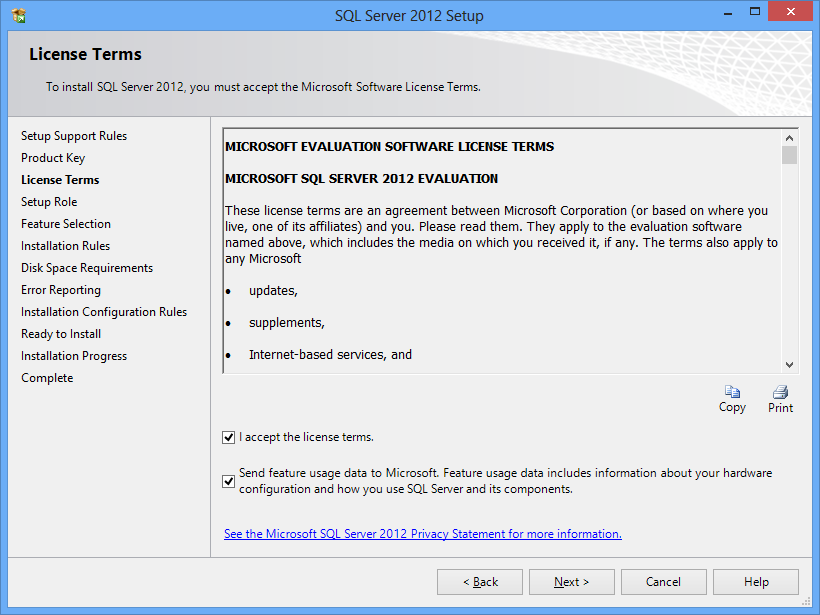 SQL Server 2012 Setup
License Terms
To install SQL Server 2012, you must accept the Microsoft Software License Terms.
Setup Support Rules
Product Key
License Terms
Setup Role
Feature Selection
Installation Rules
Disk Space Requirements
Error Reporting
Installation Configuration Rules
Ready to Install
Installation Progress
Complete
MICROSOFT EVALUATION SOFTWARE LICENSE TERMS
MICROSOFT SQL SERVER 2012 EVALUATION
These license terms are an agreement between Microsoft Corporation (or based on where you
live, one of its affiliates) and you. Please read them. They apply to the evaluation software
named above, which includes the media on which you received it, if any. The terms also apply to
any Microsoft
• updates,
• supplements,
• Internet-based services, and
Copy
Print
I accept the license terms.
Send feature usage data to Microsoft. Feature usage data includes information about your hardware
configuration and how you use SQL Server and its components.
See the Microsoft SQL Server 2012 Privacy Statement for more information.
< Back
Next >
Cancel
Help